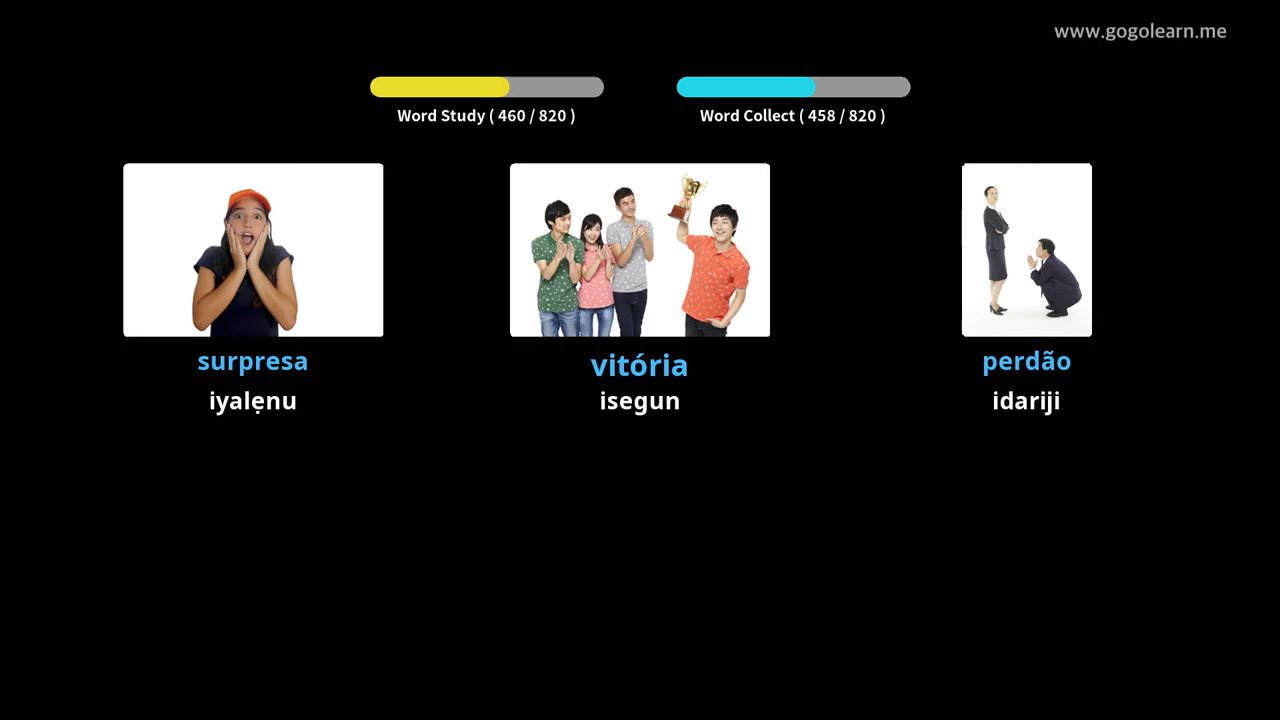 www.gogolearn.me
Word Study ( 460 / 820 )
Word Collect ( 458 / 820 )
surpresa
vitória
perdão
iyalẹnu
isegun
idariji